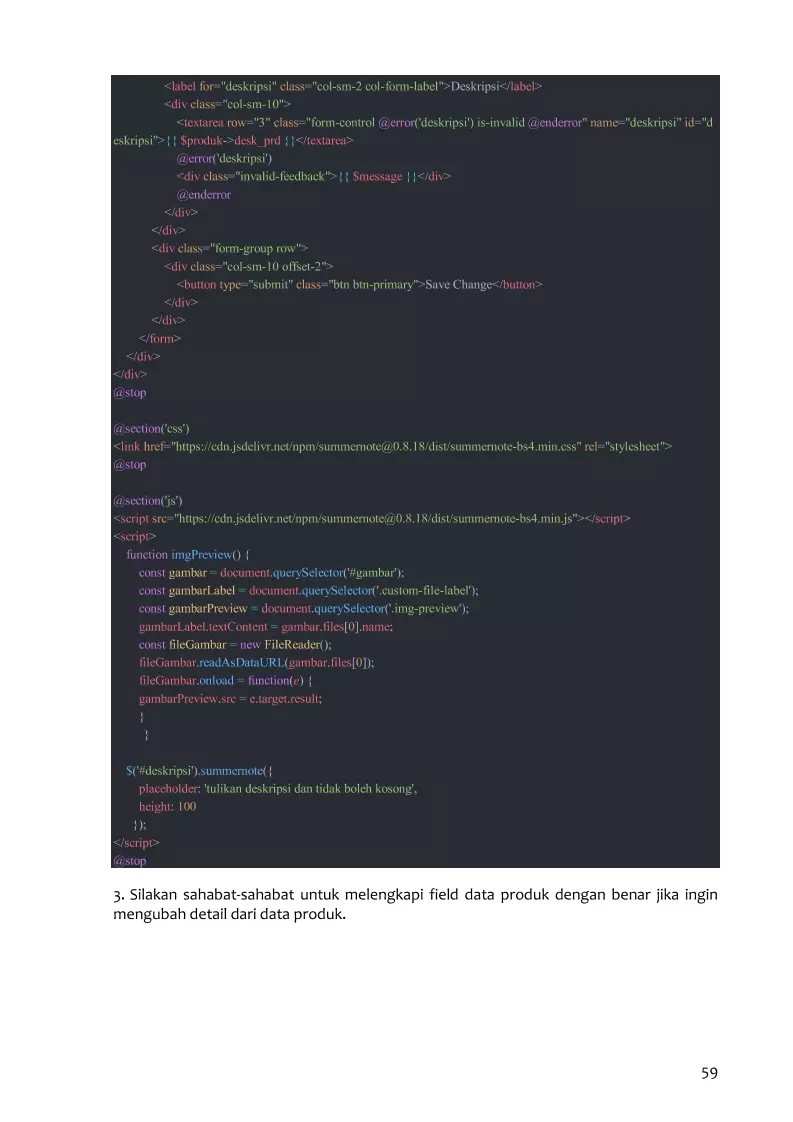 <label for="deskripsi" class="col-sm-2 col-form-label">Deskripsi</label>
<div class="col-sm-10">
<textarea row="3" class="form-control @error('deskripsi') is-invalid @enderror" name="deskripsi" id="d
eskripsi">{{ $produk->desk_prd }}</textarea>
@error('deskripsi')
<div class="invalid-feedback">{{ $message }}</div>
@enderror
</div>
</div>
<div class="form-group row">
<div class="col-sm-10 offset-2">
<button type="submit" class="btn btn-primary">Save Change</button>
</div>
</div>
</form>
</div>
</div>
@stop

@section('css')
<link href="https://cdn.jsdelivr.net/npm/summernote@0.8.18/dist/summernote-bs4.min.css" rel="stylesheet">
@stop

@section('js')
<script src="https://cdn.jsdelivr.net/npm/summernote@0.8.18/dist/summernote-bs4.min.js"></script>
<script>
function imgPreview() {
const gambar = document.querySelector('#gambar');
const gambarLabel = document.querySelector('.custom-file-label');
const gambarPreview = document.querySelector('.img-preview');
gambarLabel.textContent = gambar.files[0].name;
const fileGambar = new FileReader();
fileGambar.readAsDataURL(gambar.files[0]);
fileGambar.onload = function(e) {
gambarPreview.src = e.target.result;
}
}

$('#deskripsi').summernote({
placeholder: 'tulikan deskripsi dan tidak boleh kosong',
height: 100
});
</script>
@stop

3. Silakan sahabat-sahabat untuk melengkapi field data produk dengan benar jika ingin
mengubah detail dari data produk.

59